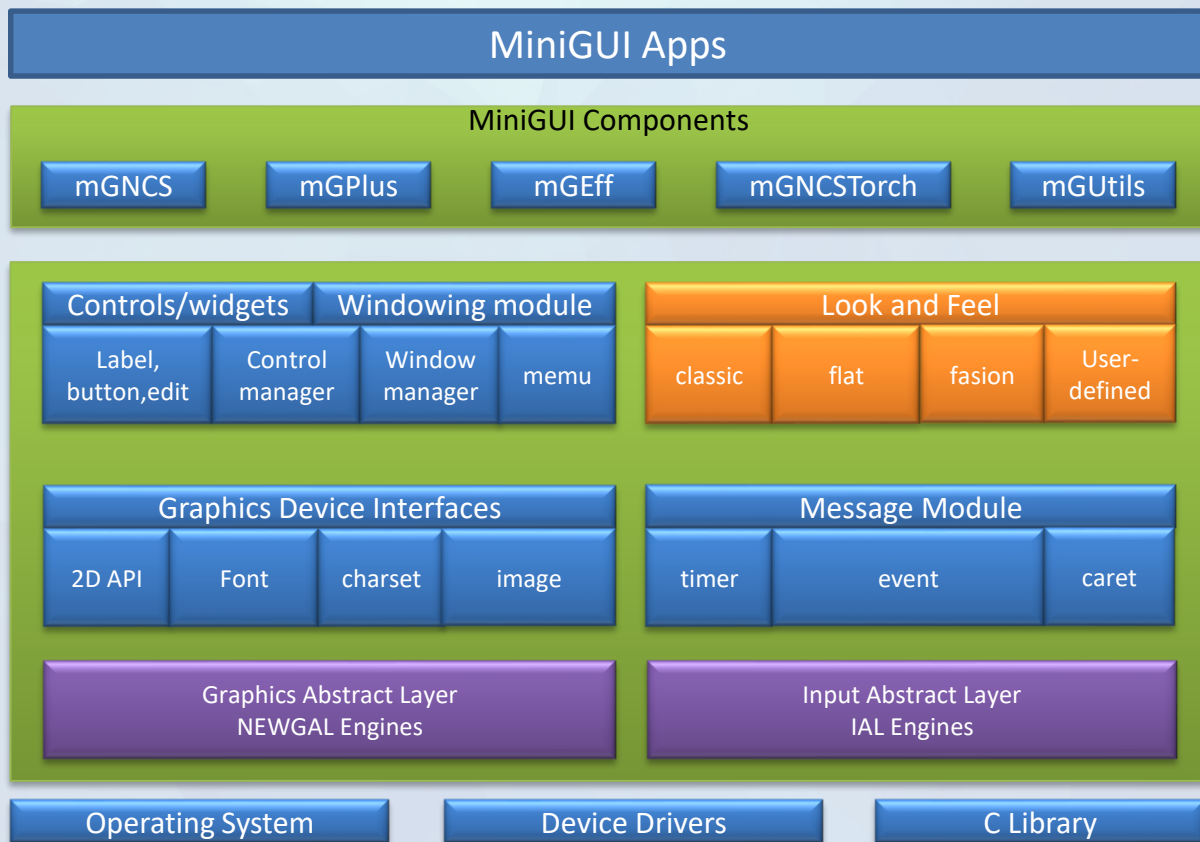 MiniGUI Apps
MiniGUI Components
mGNCS
mGPlus
mGEff
mGNCSTorch
mGUtils
Controls/widgets
Windowing module
Label,
button,edit
Control
manager
Window
manager
memu
Look and Feel
classic
flat
fasion
User-
defined
Graphics Device Interfaces
2D API
Font
charset
image
Message Module
timer
event
caret
Graphics Abstract Layer
NEWGAL Engines
Input Abstract Layer
IAL Engines
Operating System
Device Drivers
C Library